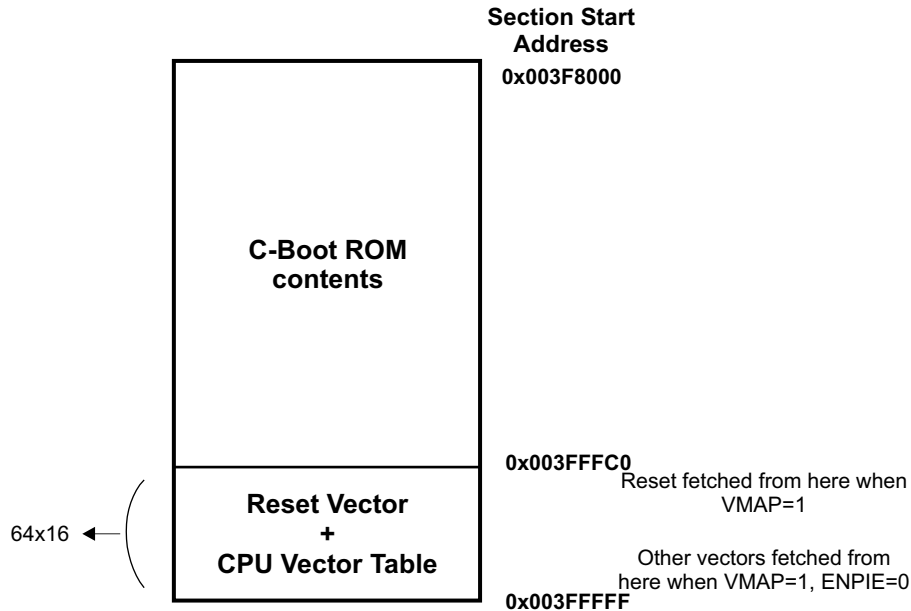 Section Start
Address
0x003F8000
C-Boot ROM
contents
0x003FFFC0
Reset fetched from here when
VMAP=1
Reset Vector
+
CPU Vector Table
64x16
Other vectors fetched from
here when VMAP=1, ENPIE=0
0x003FFFFF